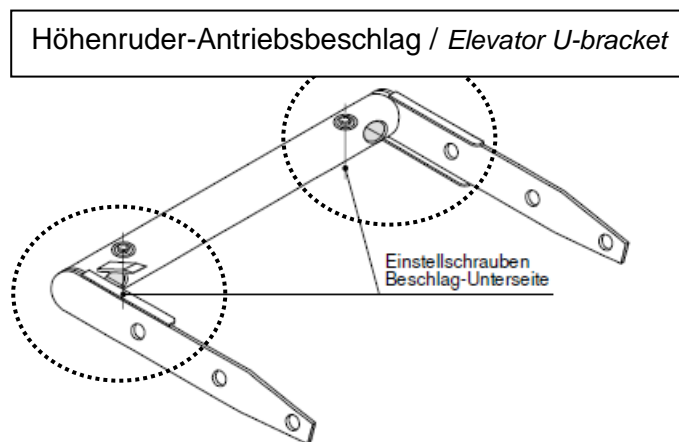 Höhenruder-Antriebsbeschlag / Elevator U-bracket
Einstellschrauben
Beschlag-Unterseite